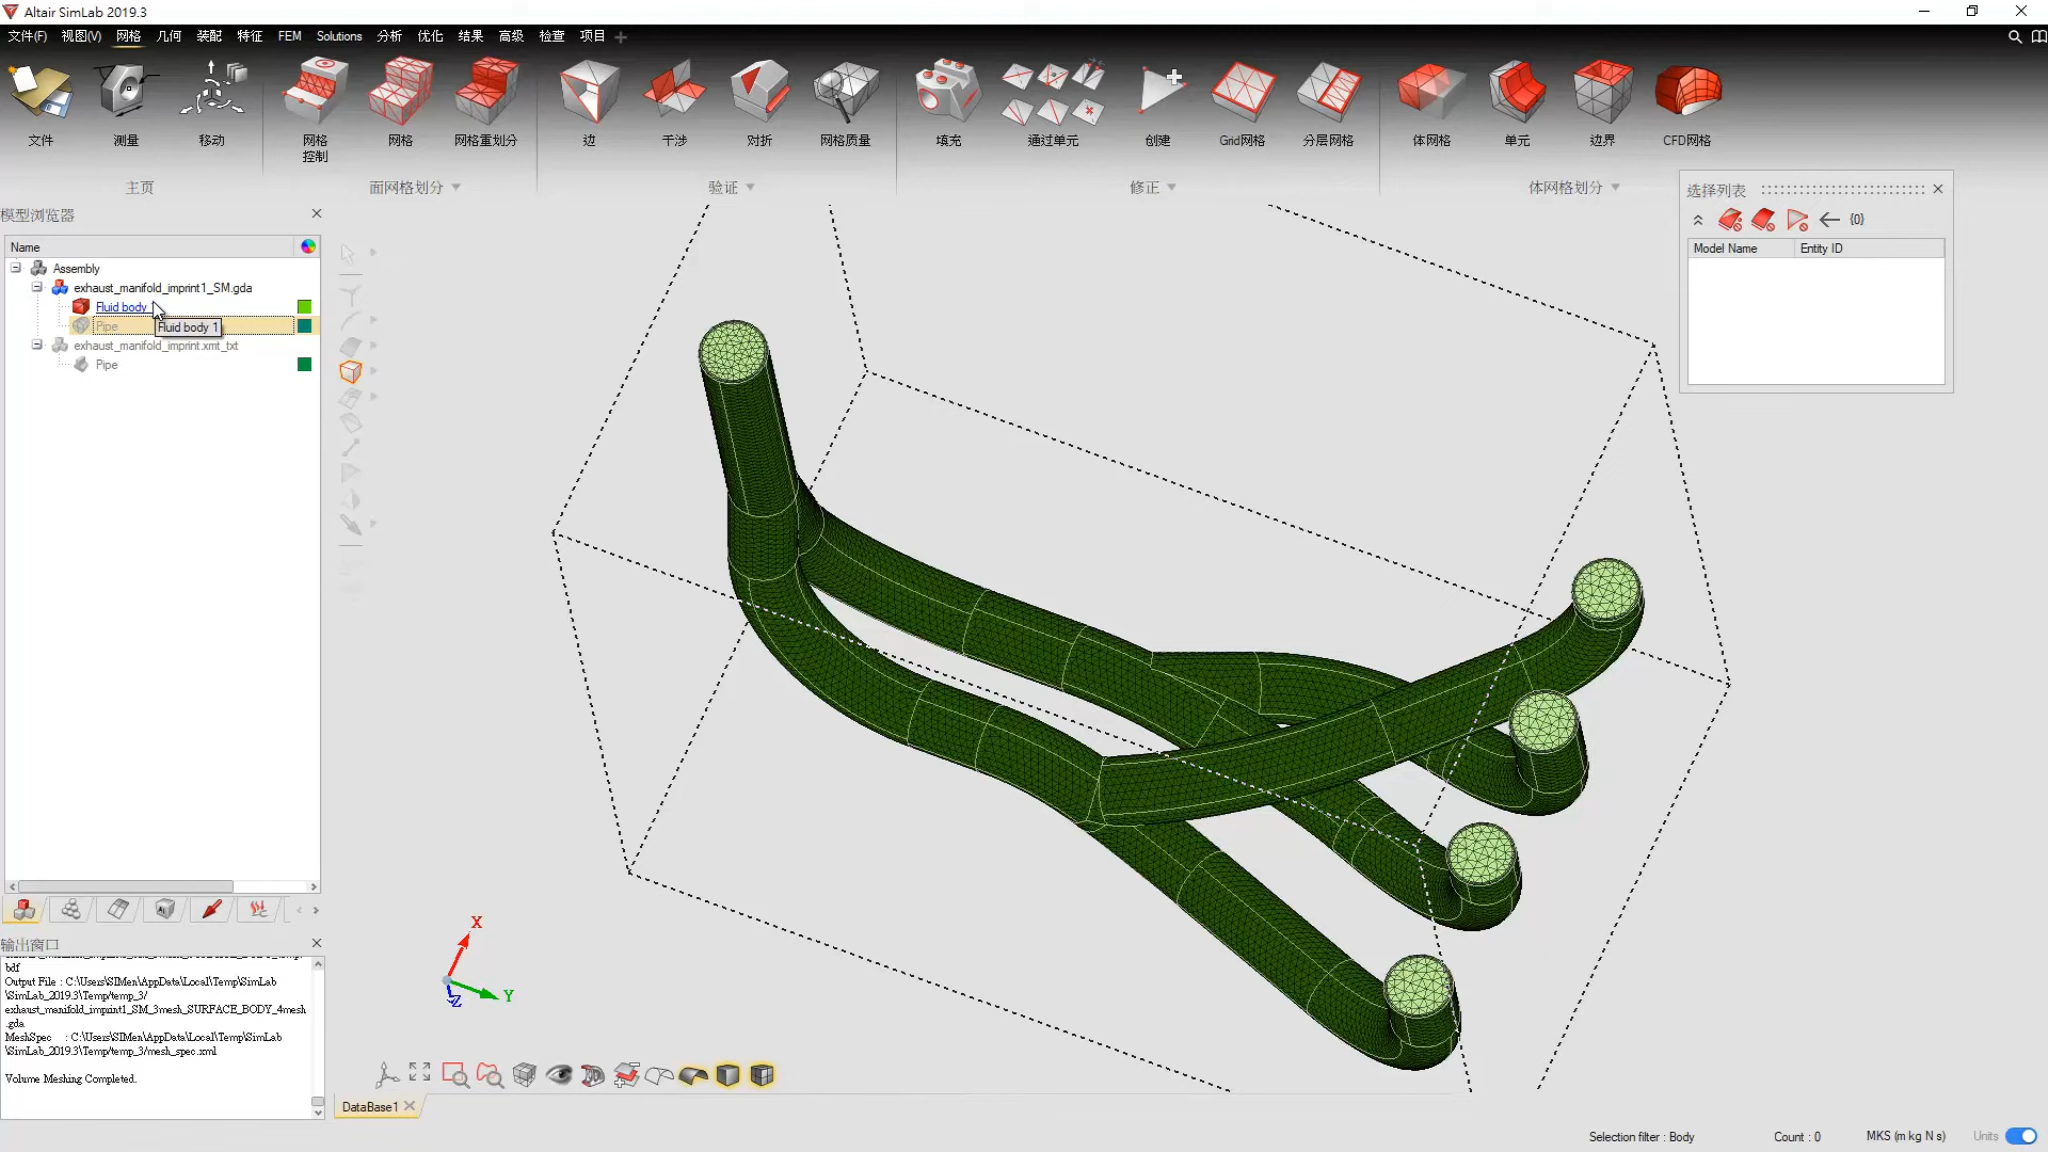 Altair SimLab 2019.3
文件(F) 视图(V) 网格 几何 装配 特征 FEM Solutions 分析 优化 结果 高级 检查 项目
文件 测量 移动 网格控制 网格 网格重划分 边 干涉 对折 网格质量 填充 通过单元 创建 Grid网格 分层网格 体网格 单元 边界 CFD网格
主页 面网格划分 验证 修正 体网格划分
模型浏览器
Name
Assembly
exhaust_manifold_imprint1_SM.gda
Fluid body
Pipe
Fluid body 1
exhaust_manifold_imprint.xmt_txt
Pipe
选择列表
{0}
Model Name Entity ID
X
Y
Z
输出窗口
bdf
Output File : C:\Users\SIMen\AppData\Local\Temp\SimLab
\SimLab_2019.3\Temp/temp_3/
exhaust_manifold_imprint1_SM_3mesh_SURFACE_BODY_4mesh
.gda
MeshSpec : C:\Users\SIMen\AppData\Local\Temp\SimLab
\SimLab_2019.3\Temp/temp_3/mesh_spec.xml
Volume Meshing Completed.
DataBase1
Selection filter : Body Count : 0 MKS (m kg N s) Units